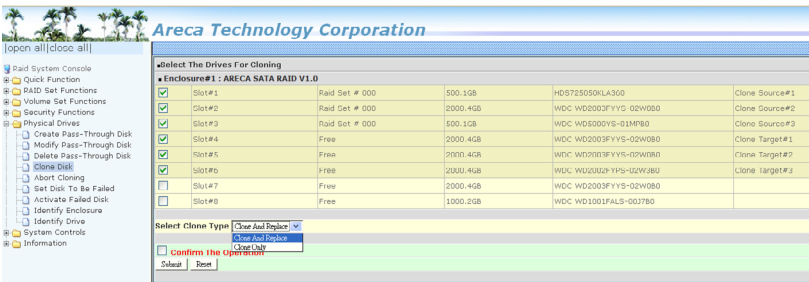 Areca Technology Corporation
|open all|close all|
Raid System Console
Quick Function
RAID Set Functions
Volume Set Functions
Security Functions
Physical Drives
Create Pass-Through Disk
Modify Pass-Through Disk
Delete Pass-Through Disk
Clone Disk
Abort Cloning
Set Disk To Be Failed
Activate Failed Disk
Identify Enclosure
Identify Drive
System Controls
Information
Select The Drives For Cloning
Enclosure#1 : ARECA SATA RAID V1.0
Slot#1 Raid Set # 000 500.1GB HDS725050KLA360 Clone Source#1
Slot#2 Raid Set # 000 2000.4GB WDC WD2003FYYS-02W0B0 Clone Source#2
Slot#3 Raid Set # 000 500.1GB WDC WD5000YS-01MPB0 Clone Source#3
Slot#4 Free 2000.4GB WDC WD2003FYYS-02W0B0 Clone Target#1
Slot#5 Free 2000.4GB WDC WD2003FYYS-02W0B0 Clone Target#2
Slot#6 Free 2000.4GB WDC WD2002FYPS-02W3B0 Clone Target#3
Slot#7 Free 2000.4GB WDC WD2003FYYS-02W0B0
Slot#8 Free 1000.2GB WDC WD1001FALS-00J7B0
Select Clone Type Clone And Replace
Clone And Replace
Clone Only
Confirm The Operation
Submit Reset